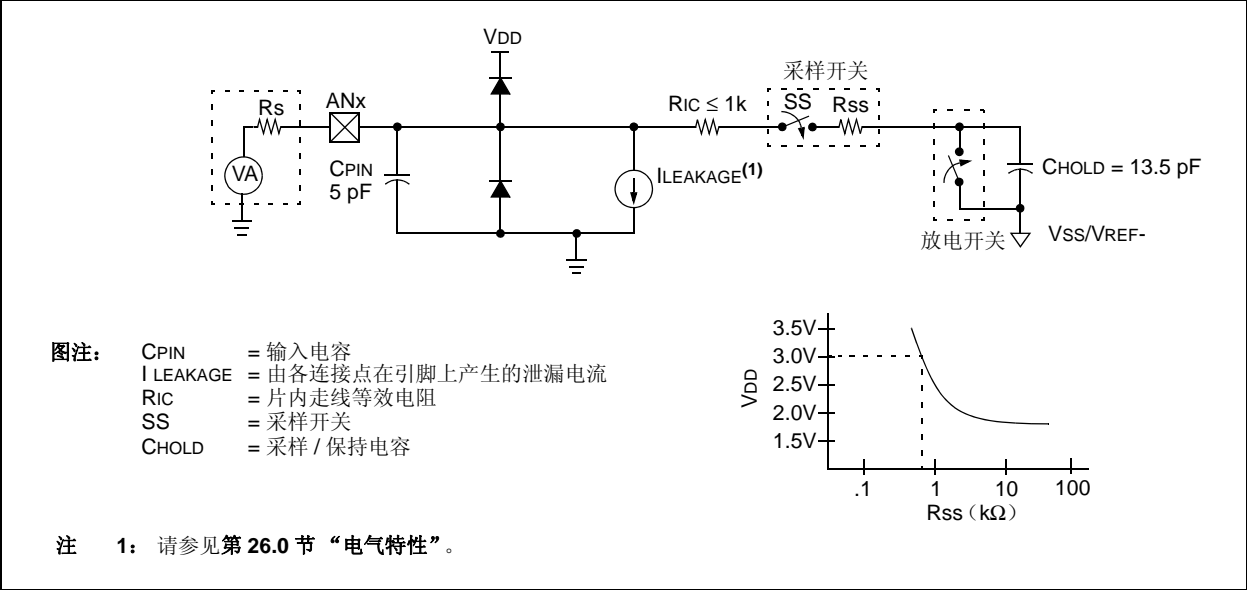 VDD
采样开关
Rs
ANx
RIC ≤ 1k
SS
RSS
VA
CPIN
5 pF
ILEAKAGE(1)
CHOLD = 13.5 pF
放电开关
VSS/VREF-
图注:
CPIN = 输入电容
I LEAKAGE = 由各连接点在引脚上产生的泄漏电流
RIC = 片内走线等效电阻
SS = 采样开关
CHOLD = 采样 / 保持电容
3.5V
3.0V
2.5V
2.0V
1.5V
VDD
.1
1
10
100
RSS（kΩ）
注 1: 请参见第 26.0 节 “电气特性”。